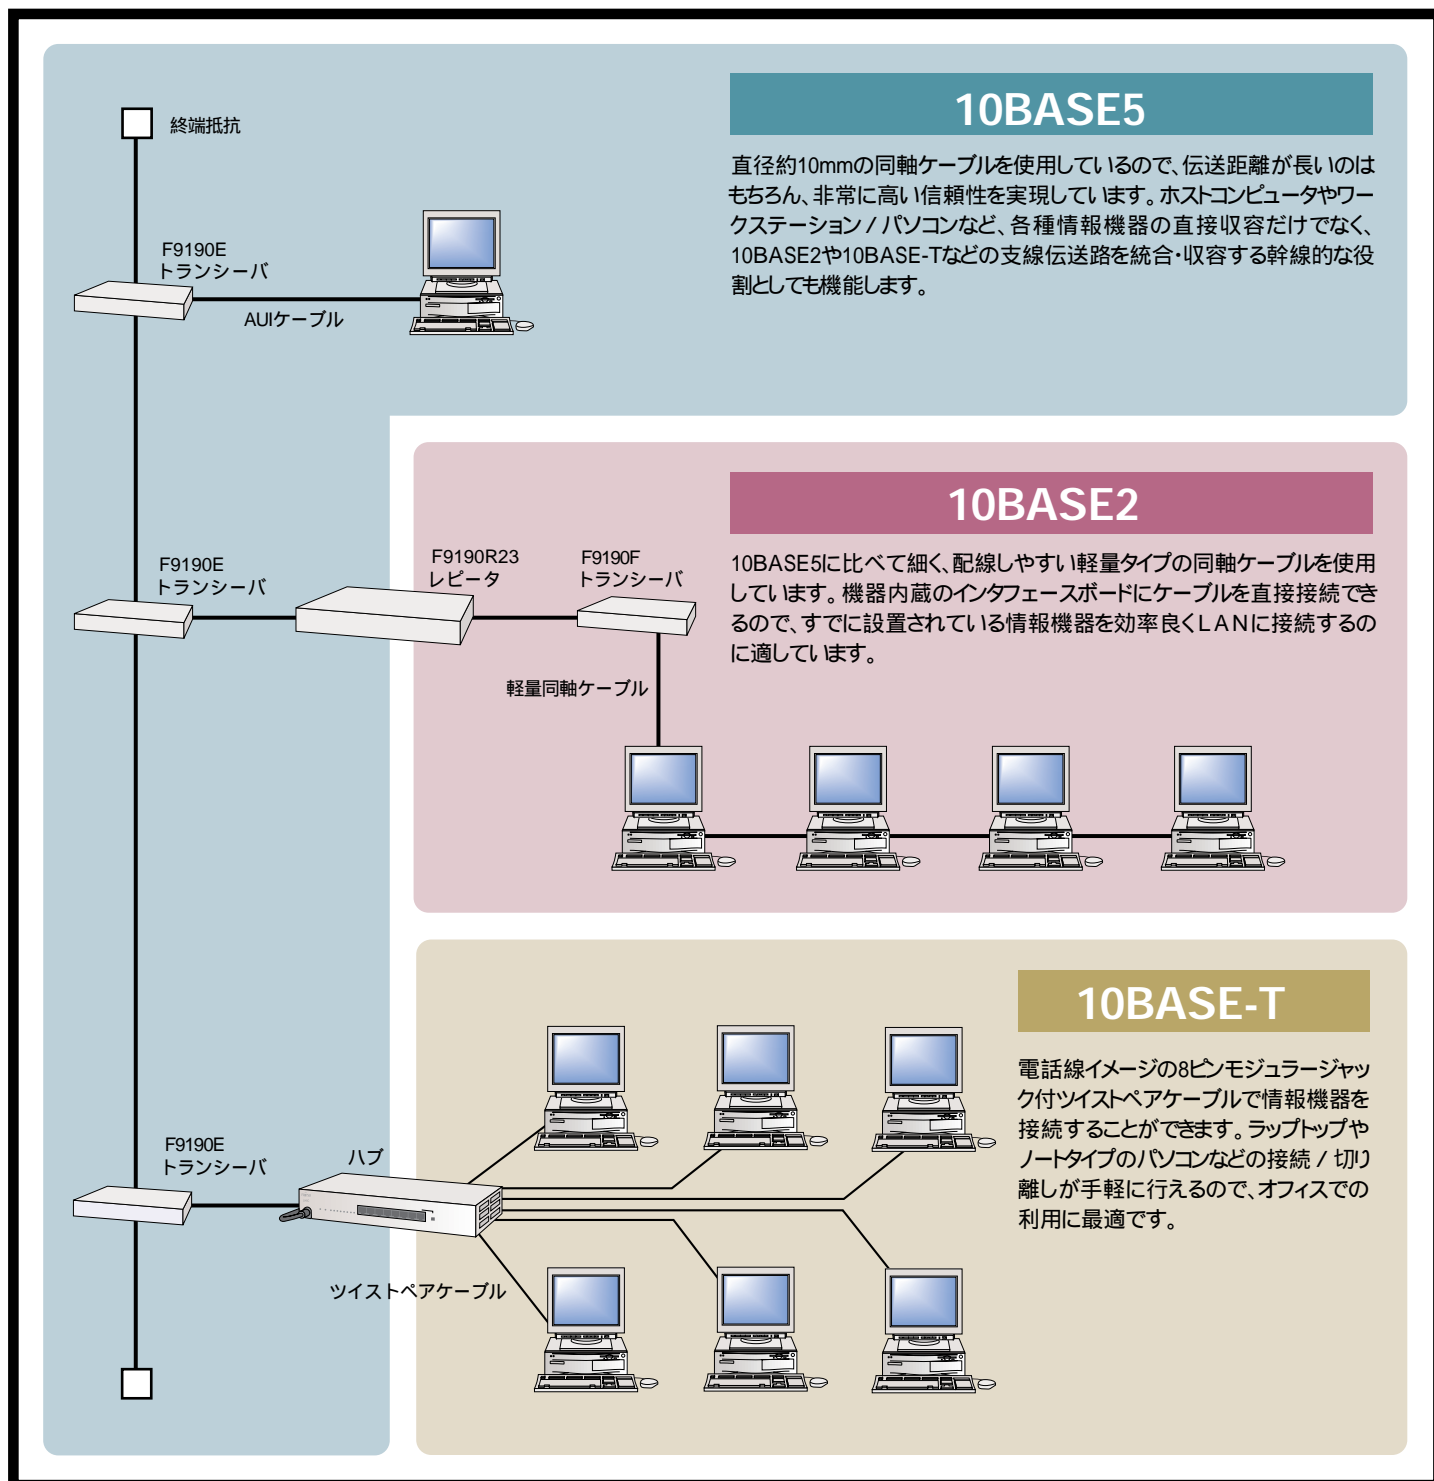 10BASE5
直径約10mmの同軸ケーブルを使用しているので、伝送距離が長いのは
もちろん、非常に高い信頼性を実現しています。ホストコンピュータやワー
クステーション / パソコンなど、各種情報機器の直接収容だけでなく、
10BASE2や10BASE-Tなどの支線伝送路を統合・収容する幹線的な役
割としても機能します。
終端抵抗
F9190E
トランシーバ
AUIケーブル
10BASE2
10BASE5に比べて細く、配線しやすい軽量タイプの同軸ケーブルを使用
しています。機器内蔵のインタフェースボードにケーブルを直接接続でき
るので、すでに設置されている情報機器を効率良くLANに接続するの
に適しています。
F9190E
トランシーバ
F9190R23
レピータ
F9190F
トランシーバ
軽量同軸ケーブル
10BASE-T
電話線イメージの8ピンモジュラージャッ
ク付ツイストペアケーブルで情報機器を
接続することができます。ラップトップや
ノートタイプのパソコンなどの接続 / 切り
離しが手軽に行えるので、オフィスでの
利用に最適です。
F9190E
トランシーバ
ハブ
ツイストペアケーブル